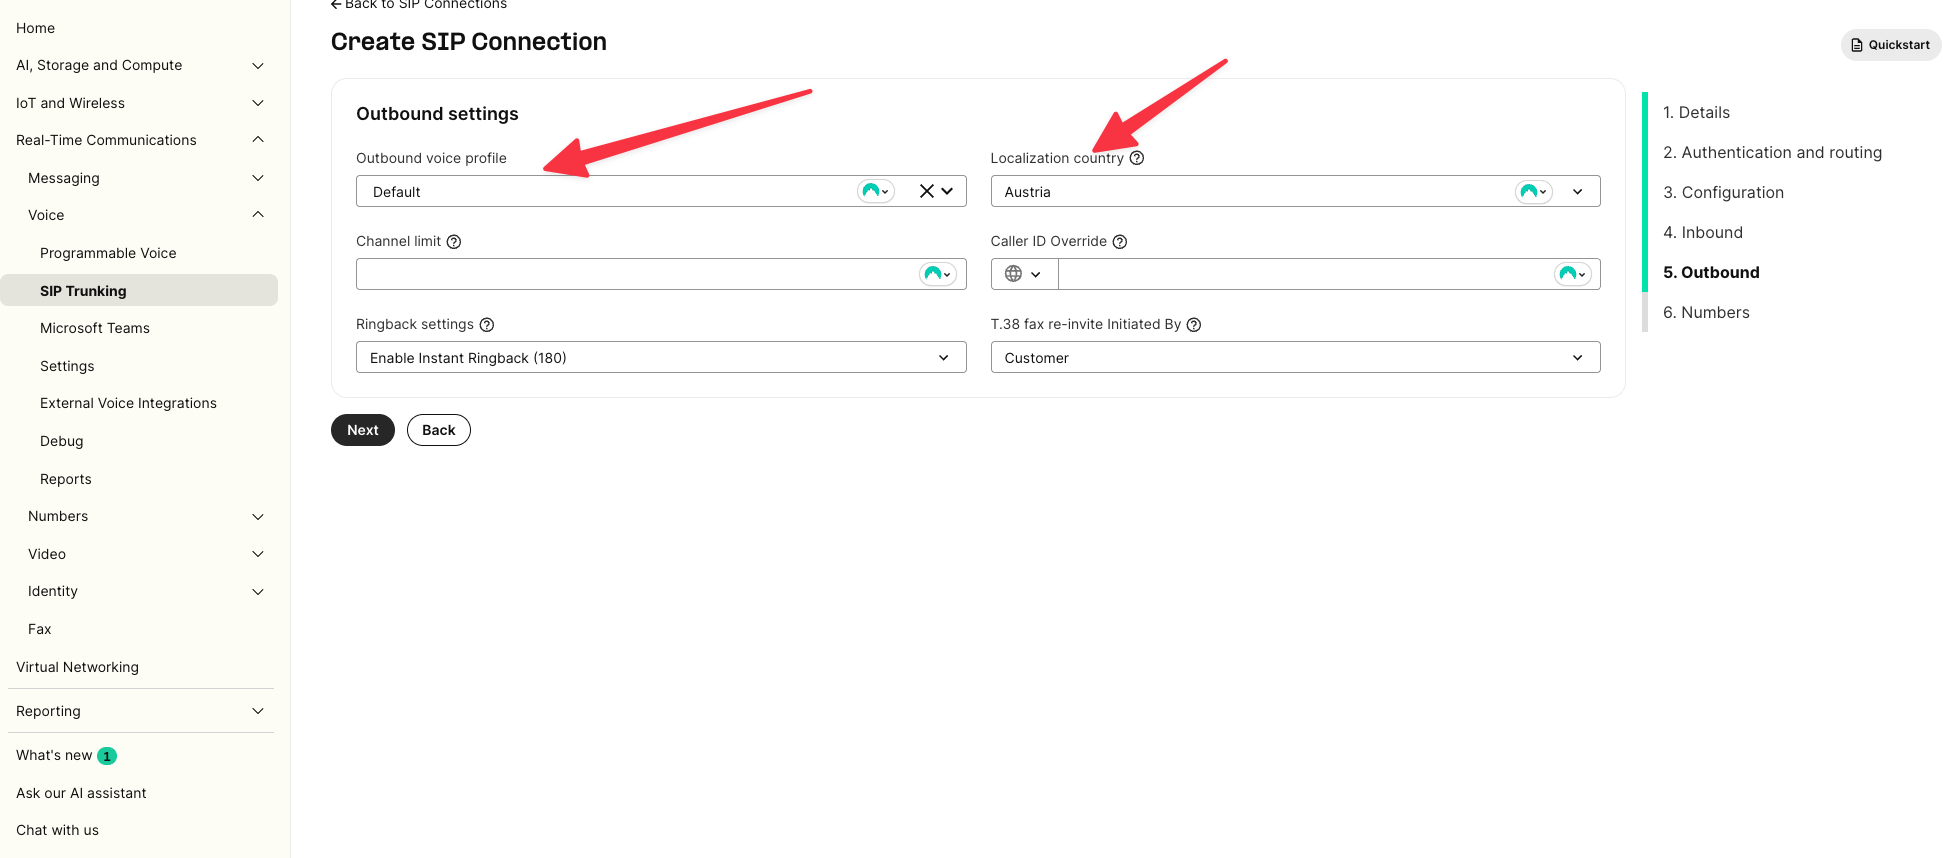 Back to SIP Connections
Create SIP Connection
Quickstart
Home
AI, Storage and Compute
IoT and Wireless
Real-Time Communications
Messaging
Voice
Programmable Voice
SIP Trunking
Microsoft Teams
Settings
External Voice Integrations
Debug
Reports
Numbers
Video
Identity
Fax
Virtual Networking
Reporting
What's new 1
Ask our AI assistant
Chat with us
Outbound settings
Outbound voice profile
Default
Localization country
Austria
Channel limit
Caller ID Override
Ringback settings
Enable Instant Ringback (180)
T.38 fax re-invite Initiated By
Customer
Next
Back
1. Details
2. Authentication and routing
3. Configuration
4. Inbound
5. Outbound
6. Numbers